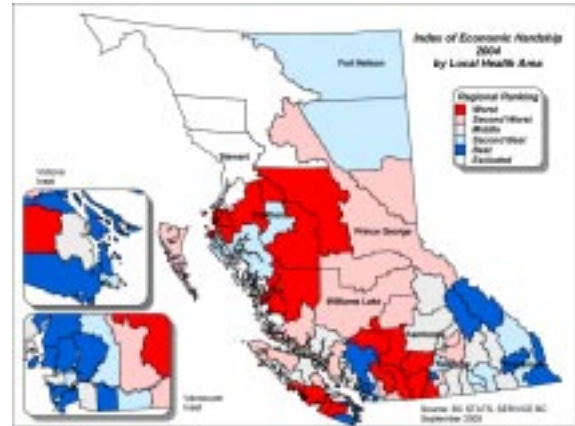 Index of Economic Hardship
2004
by Local Health Area
Fort Nelson
Regional Ranking
Worst
Second Worst
Middle
Second Best
Best
Excluded
Stewart
Victoria
Inset
Prince George
Williams Lake
Vancouver
Inset
Source: BC STATS, SERVICE BC
September 2005